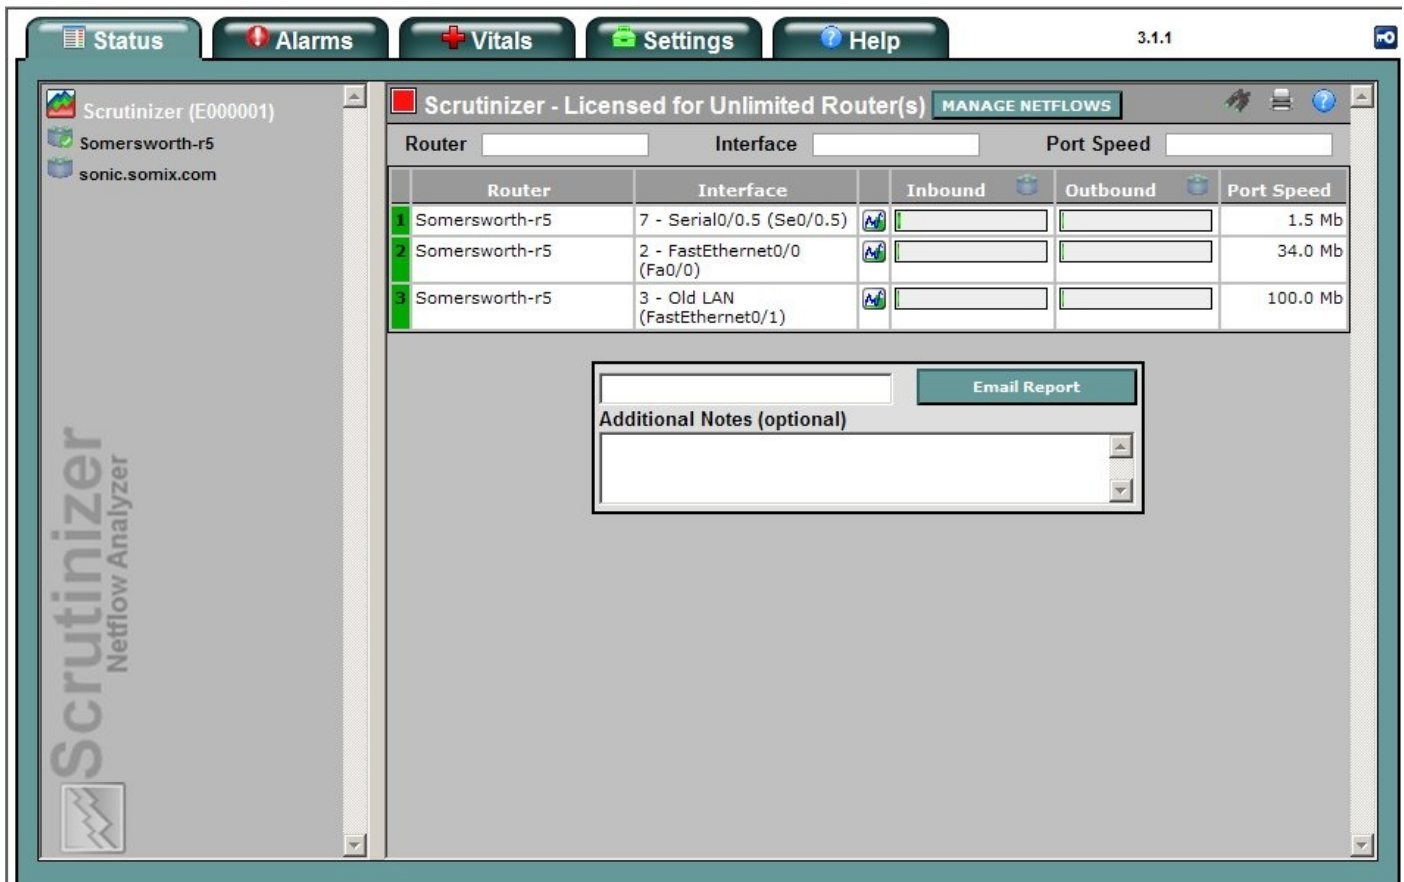 Status Alarms Vitals Settings Help 3.1.1
Scrutinizer (E000001)
Somersworth-r5
sonic.somix.com
Scrutinizer
Netflow Analyzer
Scrutinizer - Licensed for Unlimited Router(s) MANAGE NETFLOWS
Router Interface Port Speed
Router Interface Inbound Outbound Port Speed
1 Somersworth-r5 7 - Serial0/0.5 (Se0/0.5) 1.5 Mb
2 Somersworth-r5 2 - FastEthernet0/0 34.0 Mb
(Fa0/0)
3 Somersworth-r5 3 - Old LAN 100.0 Mb
(FastEthernet0/1)
Email Report
Additional Notes (optional)